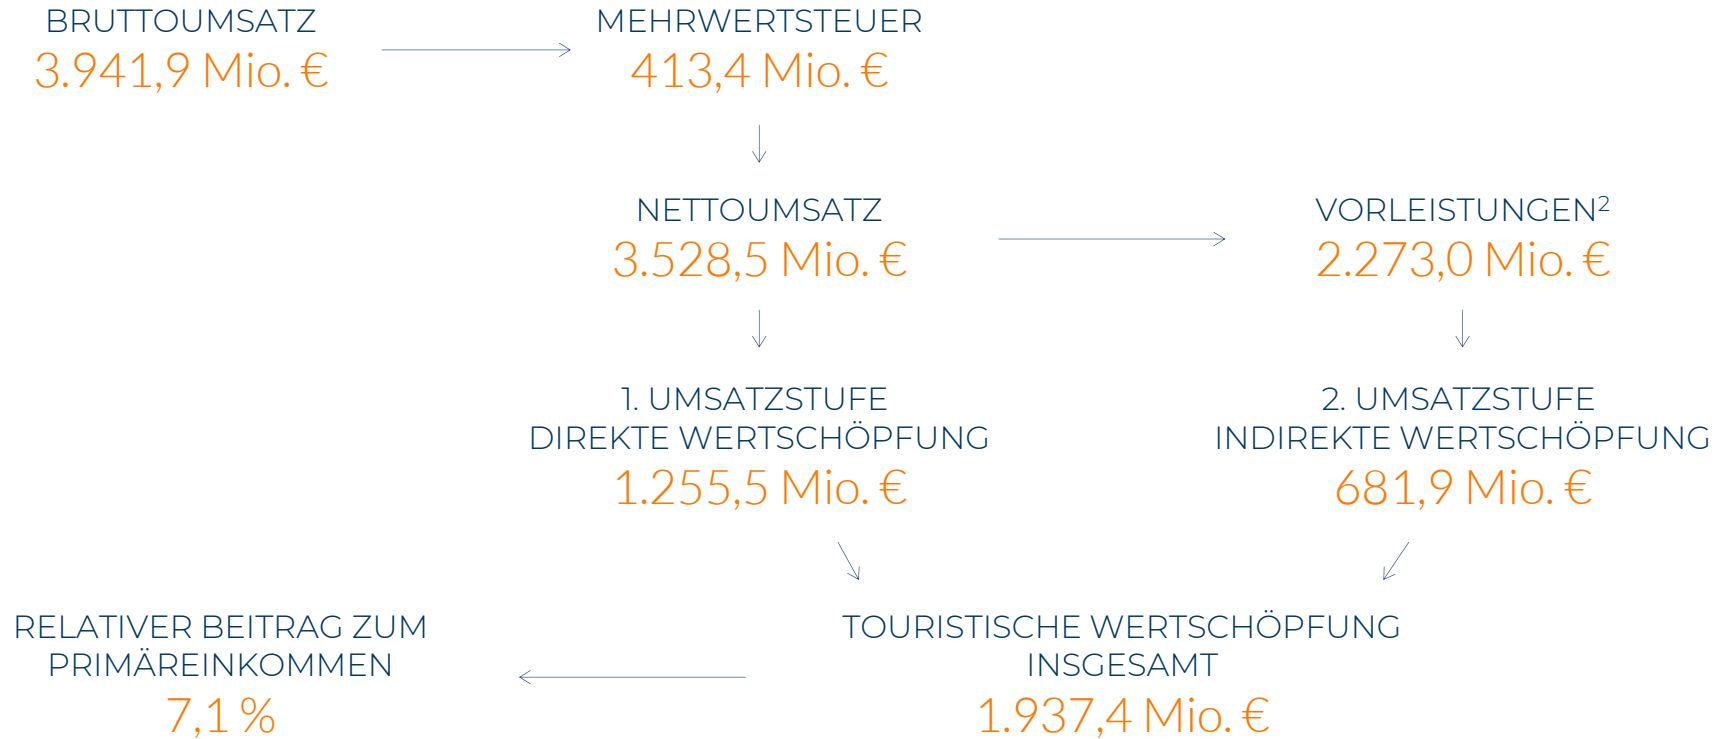 BRUTTOUMSATZ
3.941,9 Mio. €
MEHRWERTSTEUER
413,4 Mio. €
NETTOUMSATZ
3.528,5 Mio. €
VORLEISTUNGEN²
2.273,0 Mio. €
1. UMSATZSTUFE
DIREKTE WERTSCHÖPFUNG
1.255,5 Mio. €
2. UMSATZSTUFE
INDIREKTE WERTSCHÖPFUNG
681,9 Mio. €
RELATIVER BEITRAG ZUM
PRIMÄREINKOMMEN
7,1 %
TOURISTISCHE WERTSCHÖPFUNG
INSGESAMT
1.937,4 Mio. €